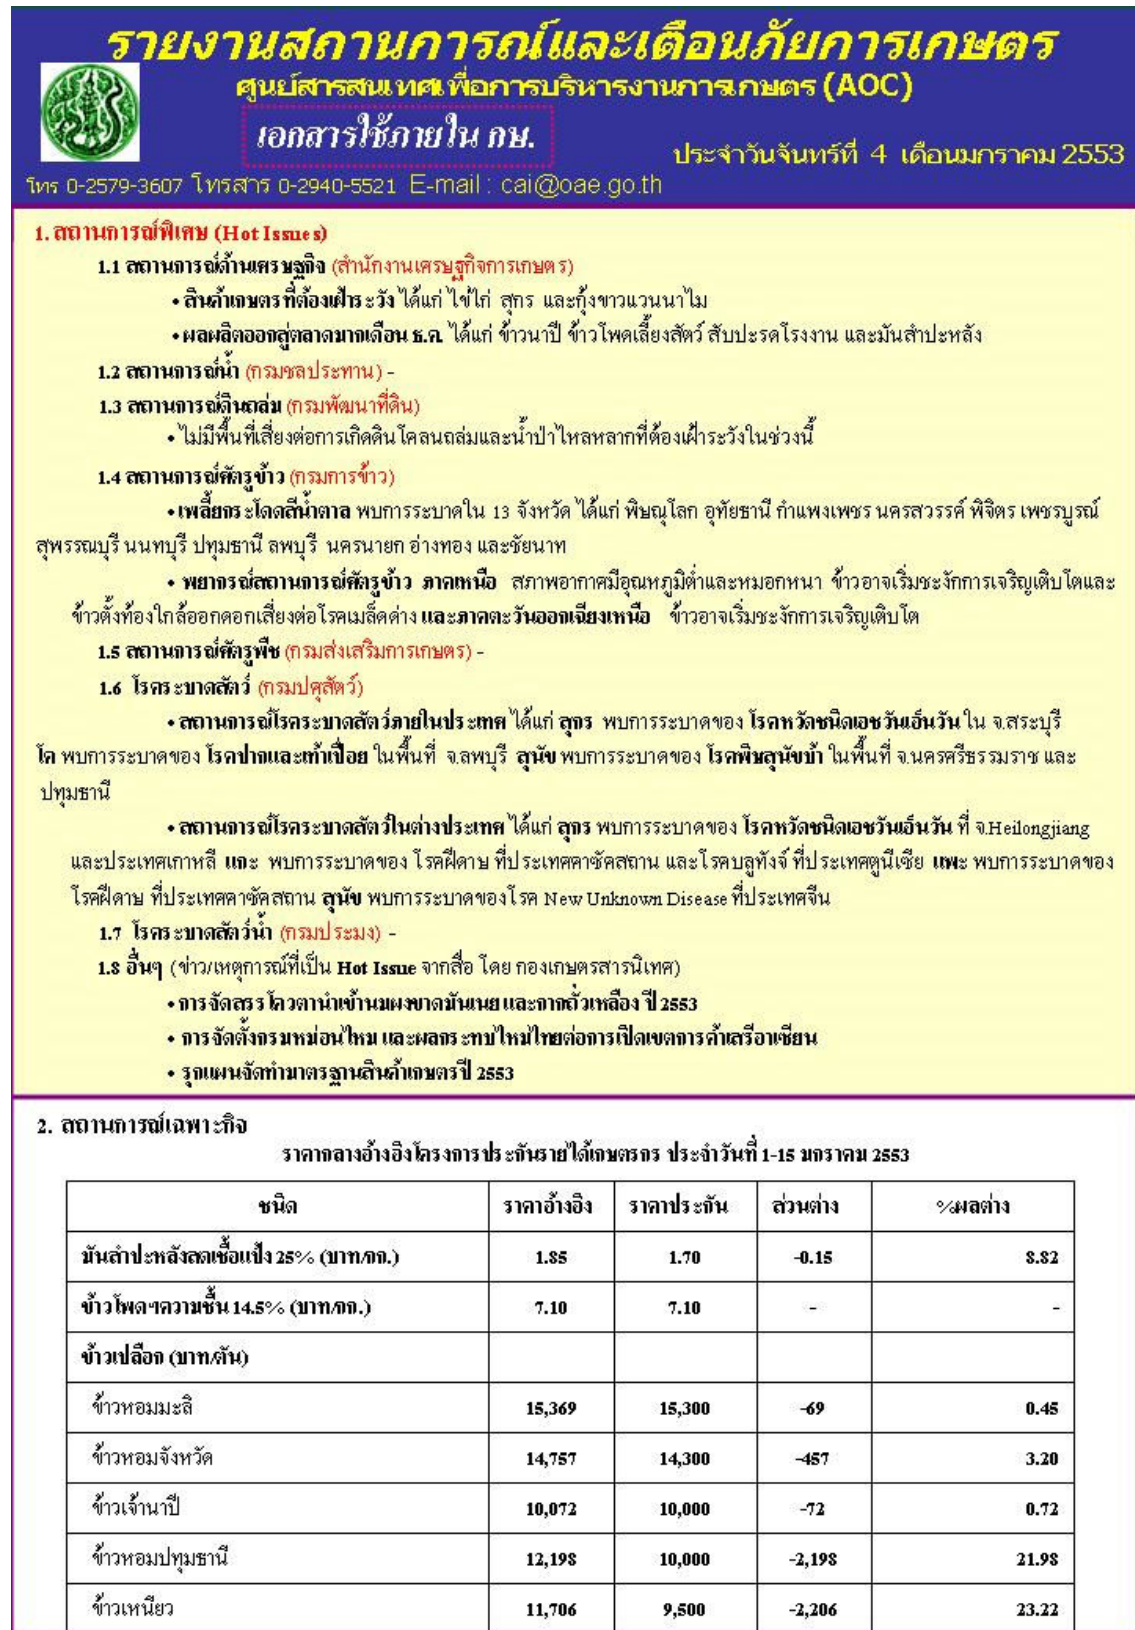 รายงานสถานการณ์และเตือนภัยการเกษตร
ศูนย์สารสนเทศเพื่อการบริหารงานการเกษตร (AOC)
เอกสารใช้ภายใน กษ.
ประจำวันจันทร์ที่ 4 เดือนมกราคม 2553
โทร 0-2579-3607 โทรสาร 0-2940-5521 E-mail : cai@oae.go.th
1. สถานการณ์พิเศษ (Hot Issues)
1.1 สถานการณ์ด้านเศรษฐกิจ (สำนักงานเศรษฐกิจการเกษตร)
• สินค้าเกษตรที่ต้องเฝ้าระวัง ได้แก่ ไข่ไก่ สุกร และกุ้งขาวแวนนาไม
• ผลผลิตออกสู่ตลาดมากเดือน ธ.ค. ได้แก่ ข้าวนาปี ข้าวโพดเลี้ยงสัตว์ สับปะรดโรงงาน และมันสำปะหลัง
1.2 สถานการณ์น้ำ (กรมชลประทาน) -
1.3 สถานการณ์ดินถล่ม (กรมพัฒนาที่ดิน)
• ไม่มีพื้นที่เสี่ยงต่อการเกิดดินโคลนถล่มและน้ำป่าไหลหลากที่ต้องเฝ้าระวังในช่วงนี้
1.4 สถานการณ์ศัตรูข้าว (กรมการข้าว)
• เพลี้ยกระโดดสีน้ำตาล พบการระบาดใน 13 จังหวัด ได้แก่ พิษณุโลก อุทัยธานี กำแพงเพชร นครสวรรค์ พิจิตร เพชรบูรณ์
สุพรรณบุรี นนทบุรี ปทุมธานี ลพบุรี นครนายก อ่างทอง และชัยนาท
• พยากรณ์สถานการณ์ศัตรูข้าว ภาคเหนือ สภาพอากาศมีอุณหภูมิต่ำและหมอกหนา ข้าวอาจเริ่มชะงักการเจริญเติบโตและ
ข้าวตั้งท้องใกล้ออกดอกเสี่ยงต่อโรคเมล็ดด่าง และภาคตะวันออกเฉียงเหนือ ข้าวอาจเริ่มชะงักการเจริญเติบโต
1.5 สถานการณ์ศัตรูพืช (กรมส่งเสริมการเกษตร) -
1.6 โรคระบาดสัตว์ (กรมปศุสัตว์)
• สถานการณ์โรคระบาดสัตว์ภายในประเทศ ได้แก่ สุกร พบการระบาดของ โรคหวัดชนิดเอชวันเอ็นวัน ใน จ.สระบุรี
โค พบการระบาดของ โรคปากและเท้าเปื่อย ในพื้นที่ จ.ลพบุรี สุนัข พบการระบาดของ โรคพิษสุนัขบ้า ในพื้นที่ จ.นครศรีธรรมราช และ
ปทุมธานี
• สถานการณ์โรคระบาดสัตว์ในต่างประเทศ ได้แก่ สุกร พบการระบาดของ โรคหวัดชนิดเอชวันเอ็นวัน ที่ จ.Heilongjiang
และประเทศเกาหลี แกะ พบการระบาดของ โรคฝีดาษ ที่ประเทศคาซัคสถาน และโรคบลูทังจ์ ที่ประเทศตูนีเซีย แพะ พบการระบาดของ
โรคฝีดาษ ที่ประเทศคาซัคสถาน สุนัข พบการระบาดของโรค New Unknown Disease ที่ประเทศจีน
1.7 โรคระบาดสัตว์น้ำ (กรมประมง) -
1.8 อื่นๆ (ข่าว/เหตุการณ์ที่เป็น Hot Issue จากสื่อ โดย กองเกษตรสารนิเทศ)
• การจัดสรรโควตานำเข้านมผงขาดมันเนย และกากถั่วเหลือง ปี 2553
• การจัดตั้งกรมหม่อนไหม และผลกระทบไหมไทยต่อการเปิดเขตการค้าเสรีอาเซียน
• รุกแผนจัดทำมาตรฐานสินค้าเกษตรปี 2553
2. สถานการณ์เฉพาะกิจ
ราคากลางอ้างอิงโครงการประกันรายได้เกษตรกร ประจำวันที่ 1-15 มกราคม 2553
ชนิด ราคาอ้างอิง ราคาประกัน ส่วนต่าง %ผลต่าง
มันสำปะหลังสดเชื้อแป้ง 25% (บาท/กก.) 1.85 1.70 -0.15 8.82
ข้าวโพดฯความชื้น 14.5% (บาท/กก.) 7.10 7.10 - -
ข้าวเปลือก (บาท/ตัน)
ข้าวหอมมะลิ 15,369 15,300 -69 0.45
ข้าวหอมจังหวัด 14,757 14,300 -457 3.20
ข้าวเจ้านาปี 10,072 10,000 -72 0.72
ข้าวหอมปทุมธานี 12,198 10,000 -2,198 21.98
ข้าวเหนียว 11,706 9,500 -2,206 23.22